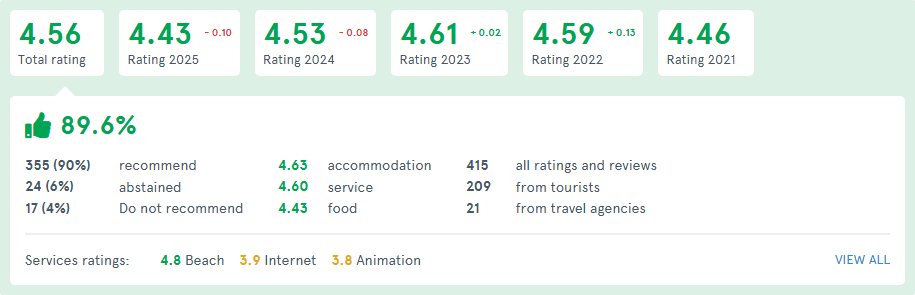 4.56 4.43 - 0.10 4.53 - 0.08 4.61 + 0.02 4.59 + 0.13 4.46
Total rating Rating 2025 Rating 2024 Rating 2023 Rating 2022 Rating 2021
89.6%
355 (90%) recommend 4.63 accommodation 415 all ratings and reviews
24 (6%) abstained 4.60 service 209 from tourists
17 (4%) Do not recommend 4.43 food 21 from travel agencies
Services ratings: 4.8 Beach 3.9 Internet 3.8 Animation VIEW ALL